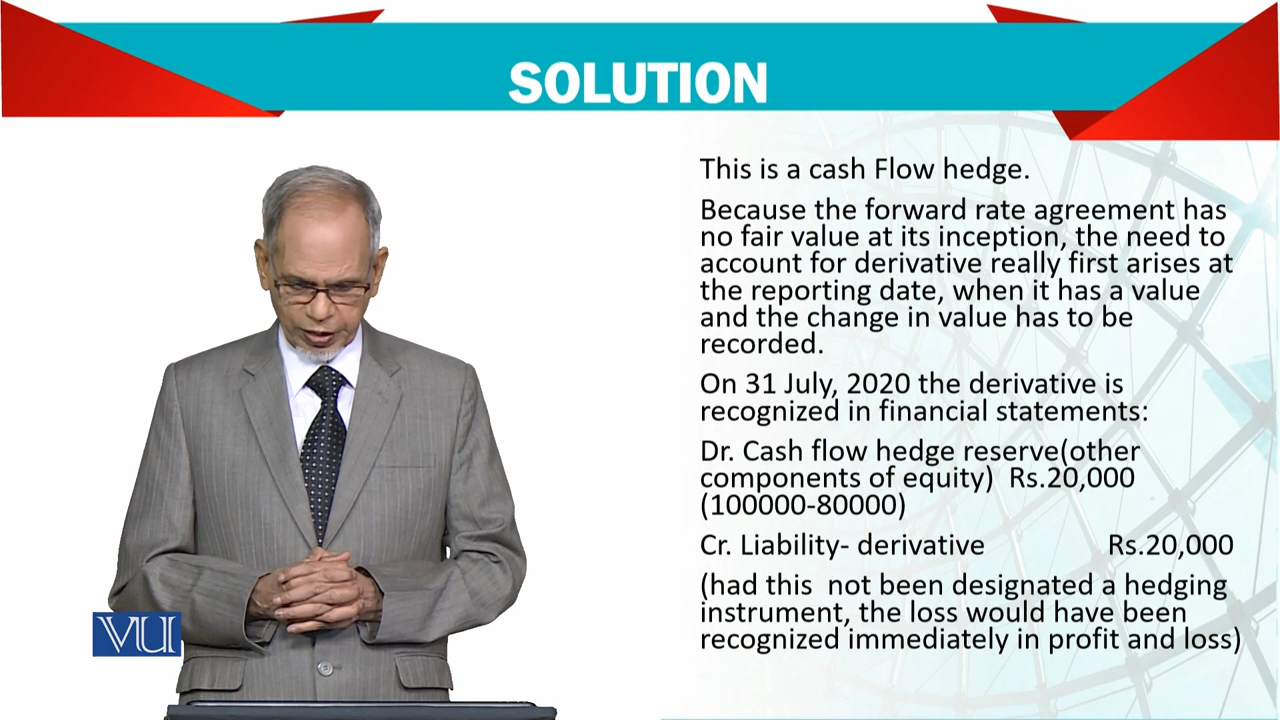 SOLUTION
This is a cash Flow hedge.
Because the forward rate agreement has
no fair value at its inception, the need to
account for derivative really first arises at
the reporting date, when it has a value
and the change in value has to be
recorded.
On 31 July, 2020 the derivative is
recognized in financial statements:
Dr. Cash flow hedge reserve(other
components of equity) Rs.20,000
(100000-80000)
Cr. Liability- derivative Rs.20,000
(had this not been designated a hedging
instrument, the loss would have been
recognized immediately in profit and loss)
VU